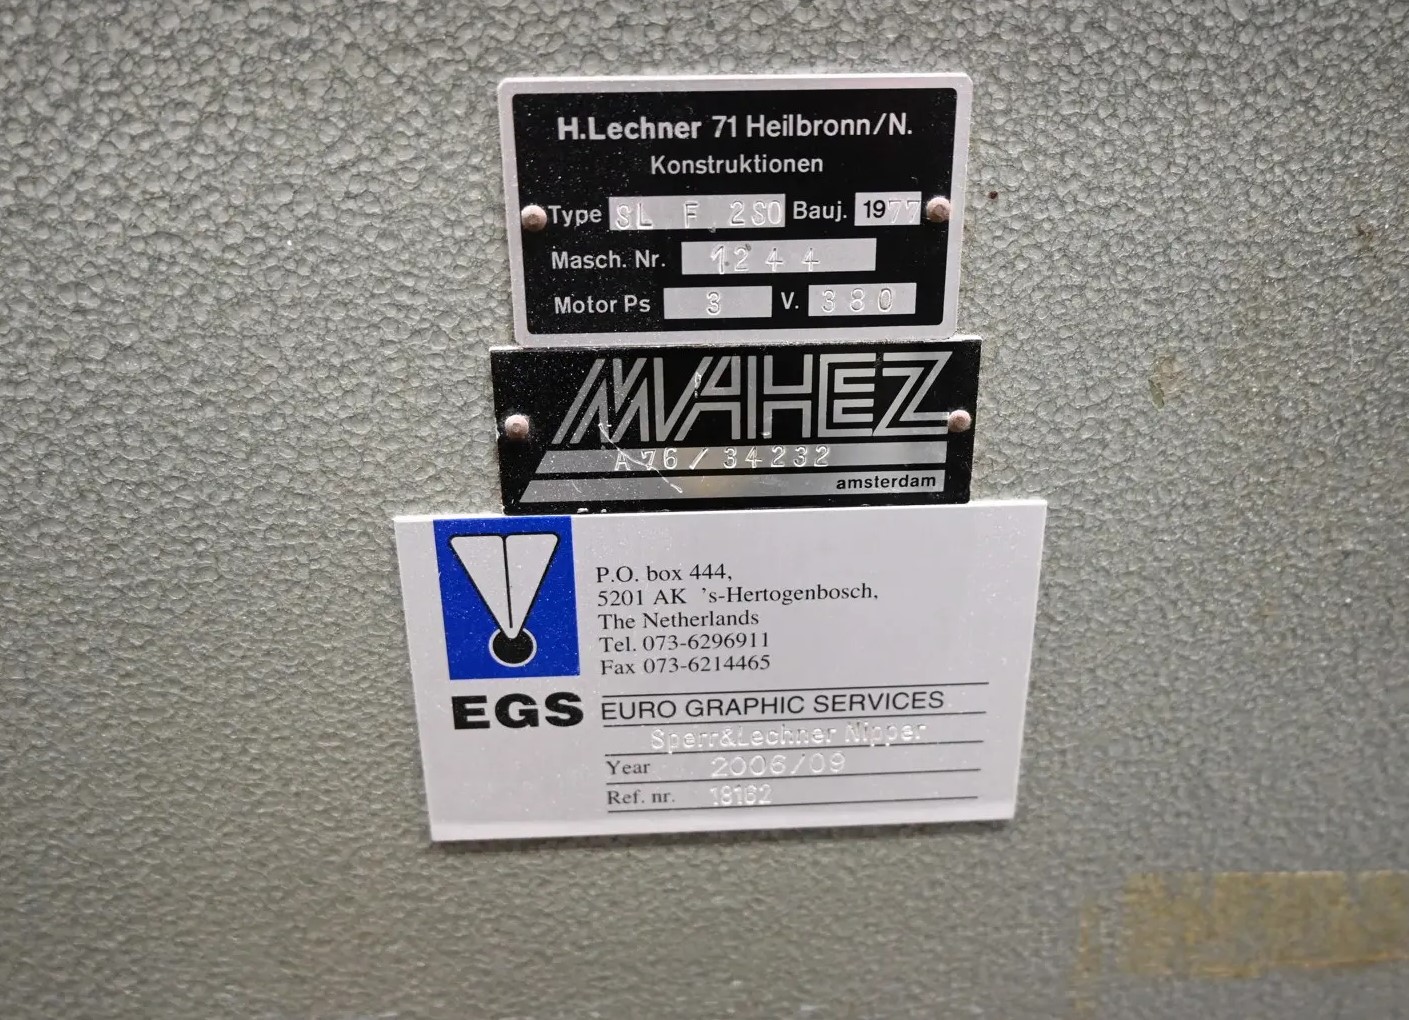 H.Lechner 71 Heilbronn/N.
Konstruktionen
Type SL F 2S0 Bauj. 1977
Masch. Nr. 1244
Motor Ps 3 V. 380
MAHEZ
A76/34232
amsterdam
P.O. box 444,
5201 AK 's-Hertogenbosch,
The Netherlands
Tel. 073-6296911
Fax 073-6214465
EGS EURO GRAPHIC SERVICES
Sperr&Lechner Nipper
Year 2006/09
Ref. nr. 18162